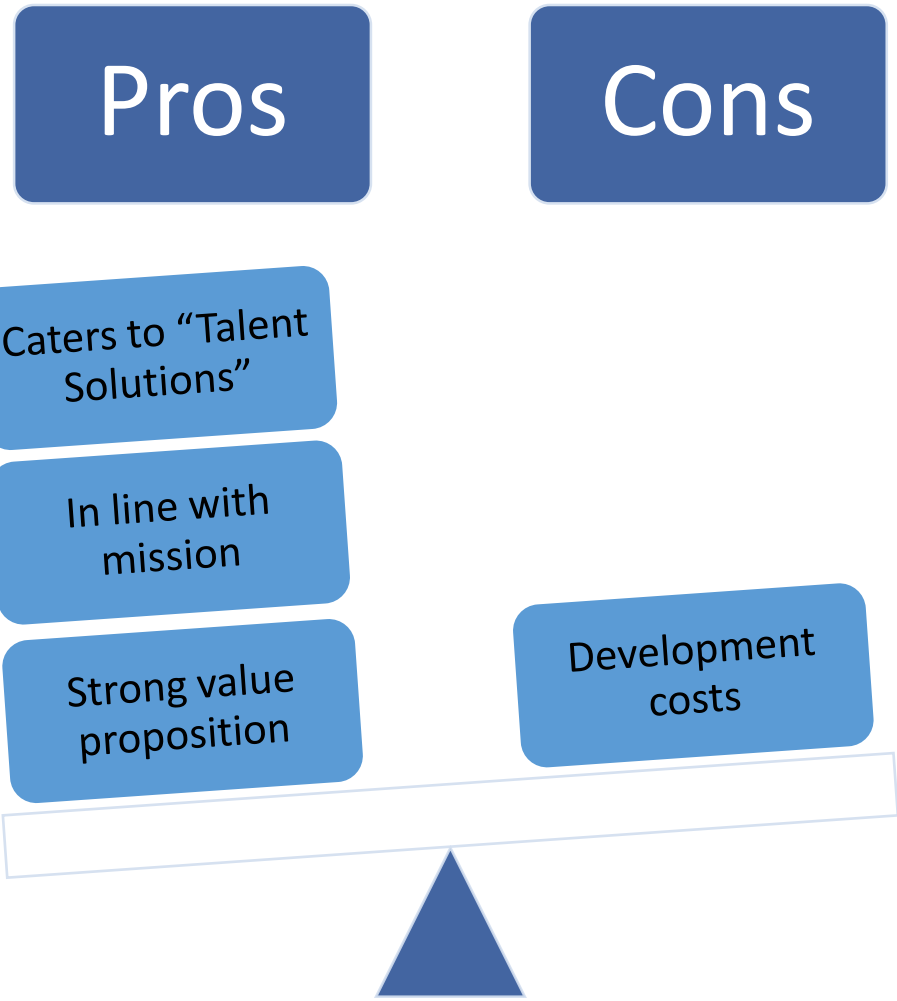 Pros
Cons
Caters to “Talent
Solutions”
In line with
mission
Strong value
proposition
Development
costs